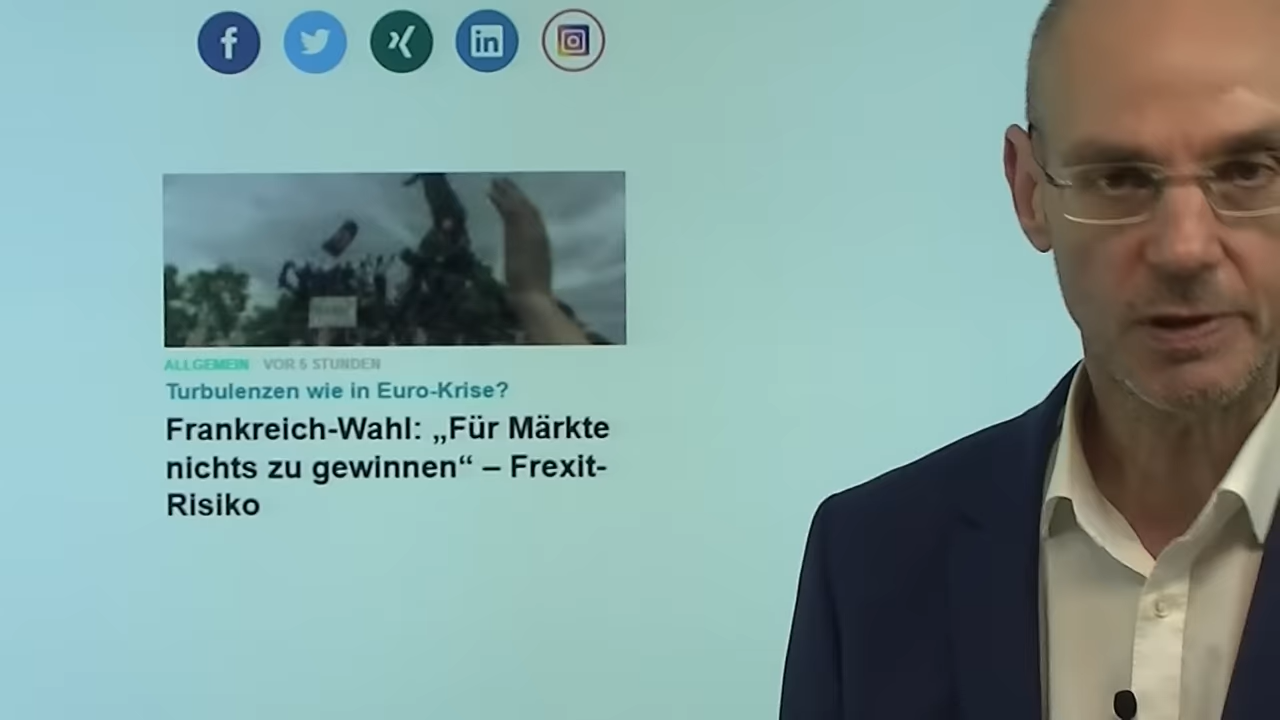 ALLGEMEIN VOR 5 STUNDEN
Turbulenzen wie in Euro-Krise?
Frankreich-Wahl: „Für Märkte
nichts zu gewinnen“ – Frexit-
Risiko